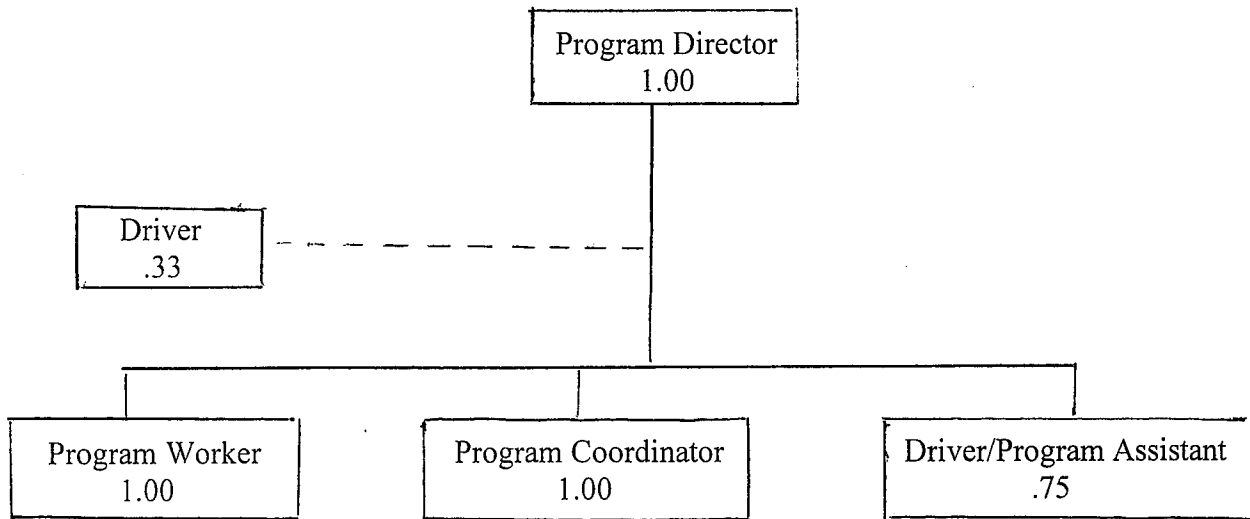 Program Director
1.00
Driver
.33
Program Worker
1.00
Program Coordinator
1.00
Driver/Program Assistant
.75